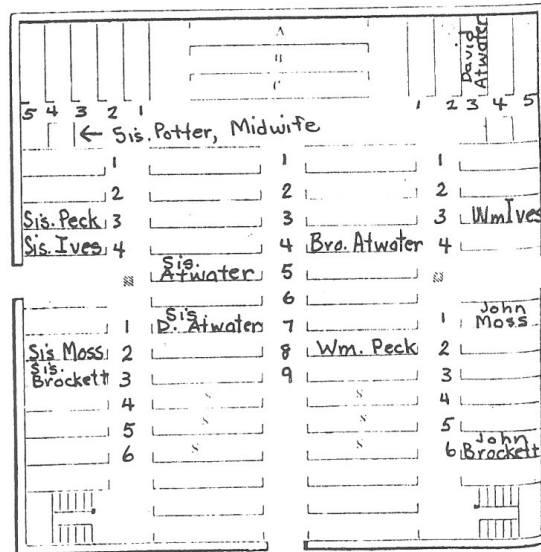 A
B
C
David
Atwater
5 4 3 2 1
1 2 3 4 5
← Sis. Potter, Midwife
1 1 1
2 2 2
Sis. Peck 3 3 3 Wm Ives
Sis. Ives 4 4 Bro. Atwater 4
Sis.
Atwater 5
6
1 Sis
D. Atwater 7 1 John
Moss
Sis Moss 2 8 Wm. Peck 2
Sis.
Brockett 3 9 3
4 S S 4
5 S S 5
6 S S 6 John
Brockett